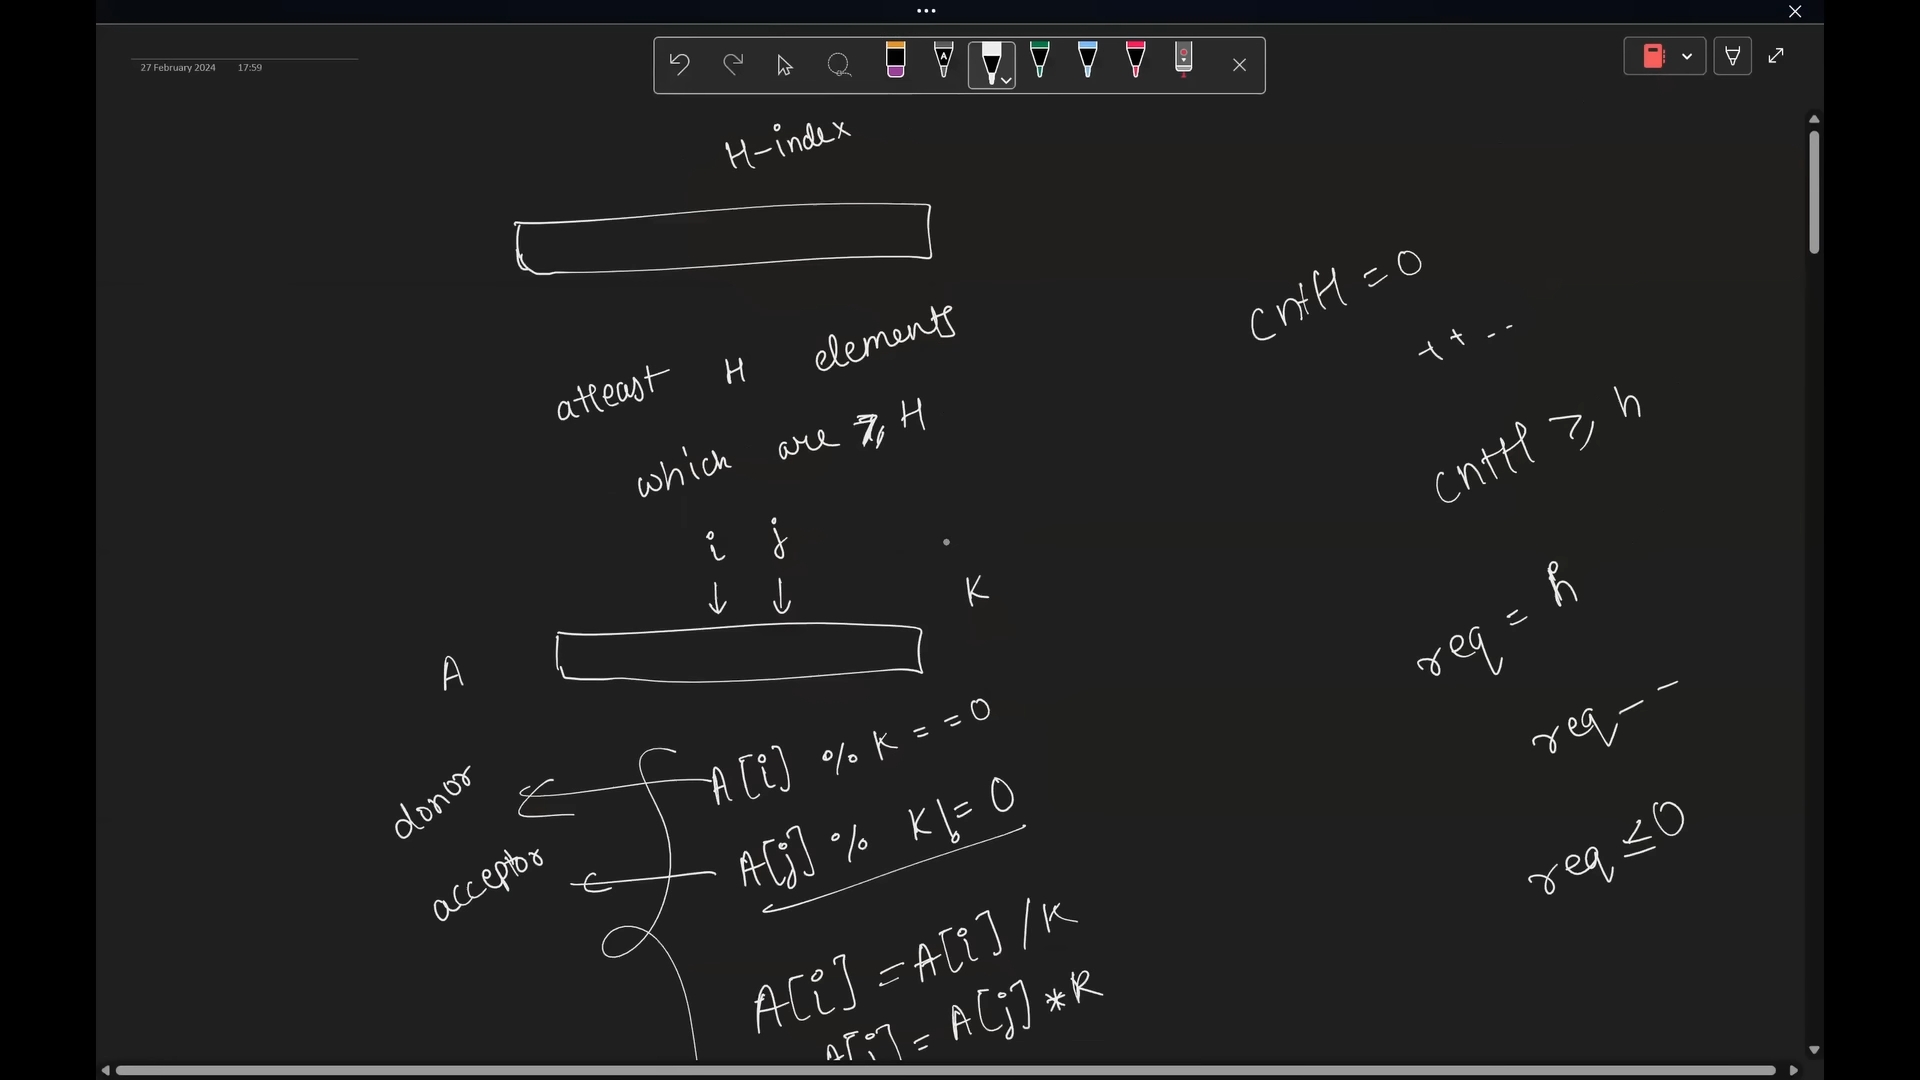 27 February 2024 17:59
H-index
atleast H elements
which are ≥ H
i j
K
A
A[i] % K == 0
donor
A[j] % K != 0
acceptor
A[i] = A[i] / K
A[j] = A[j] * K
cntH = 0
++ --
cntH ≥ h
req = h
req --
req ≤ 0